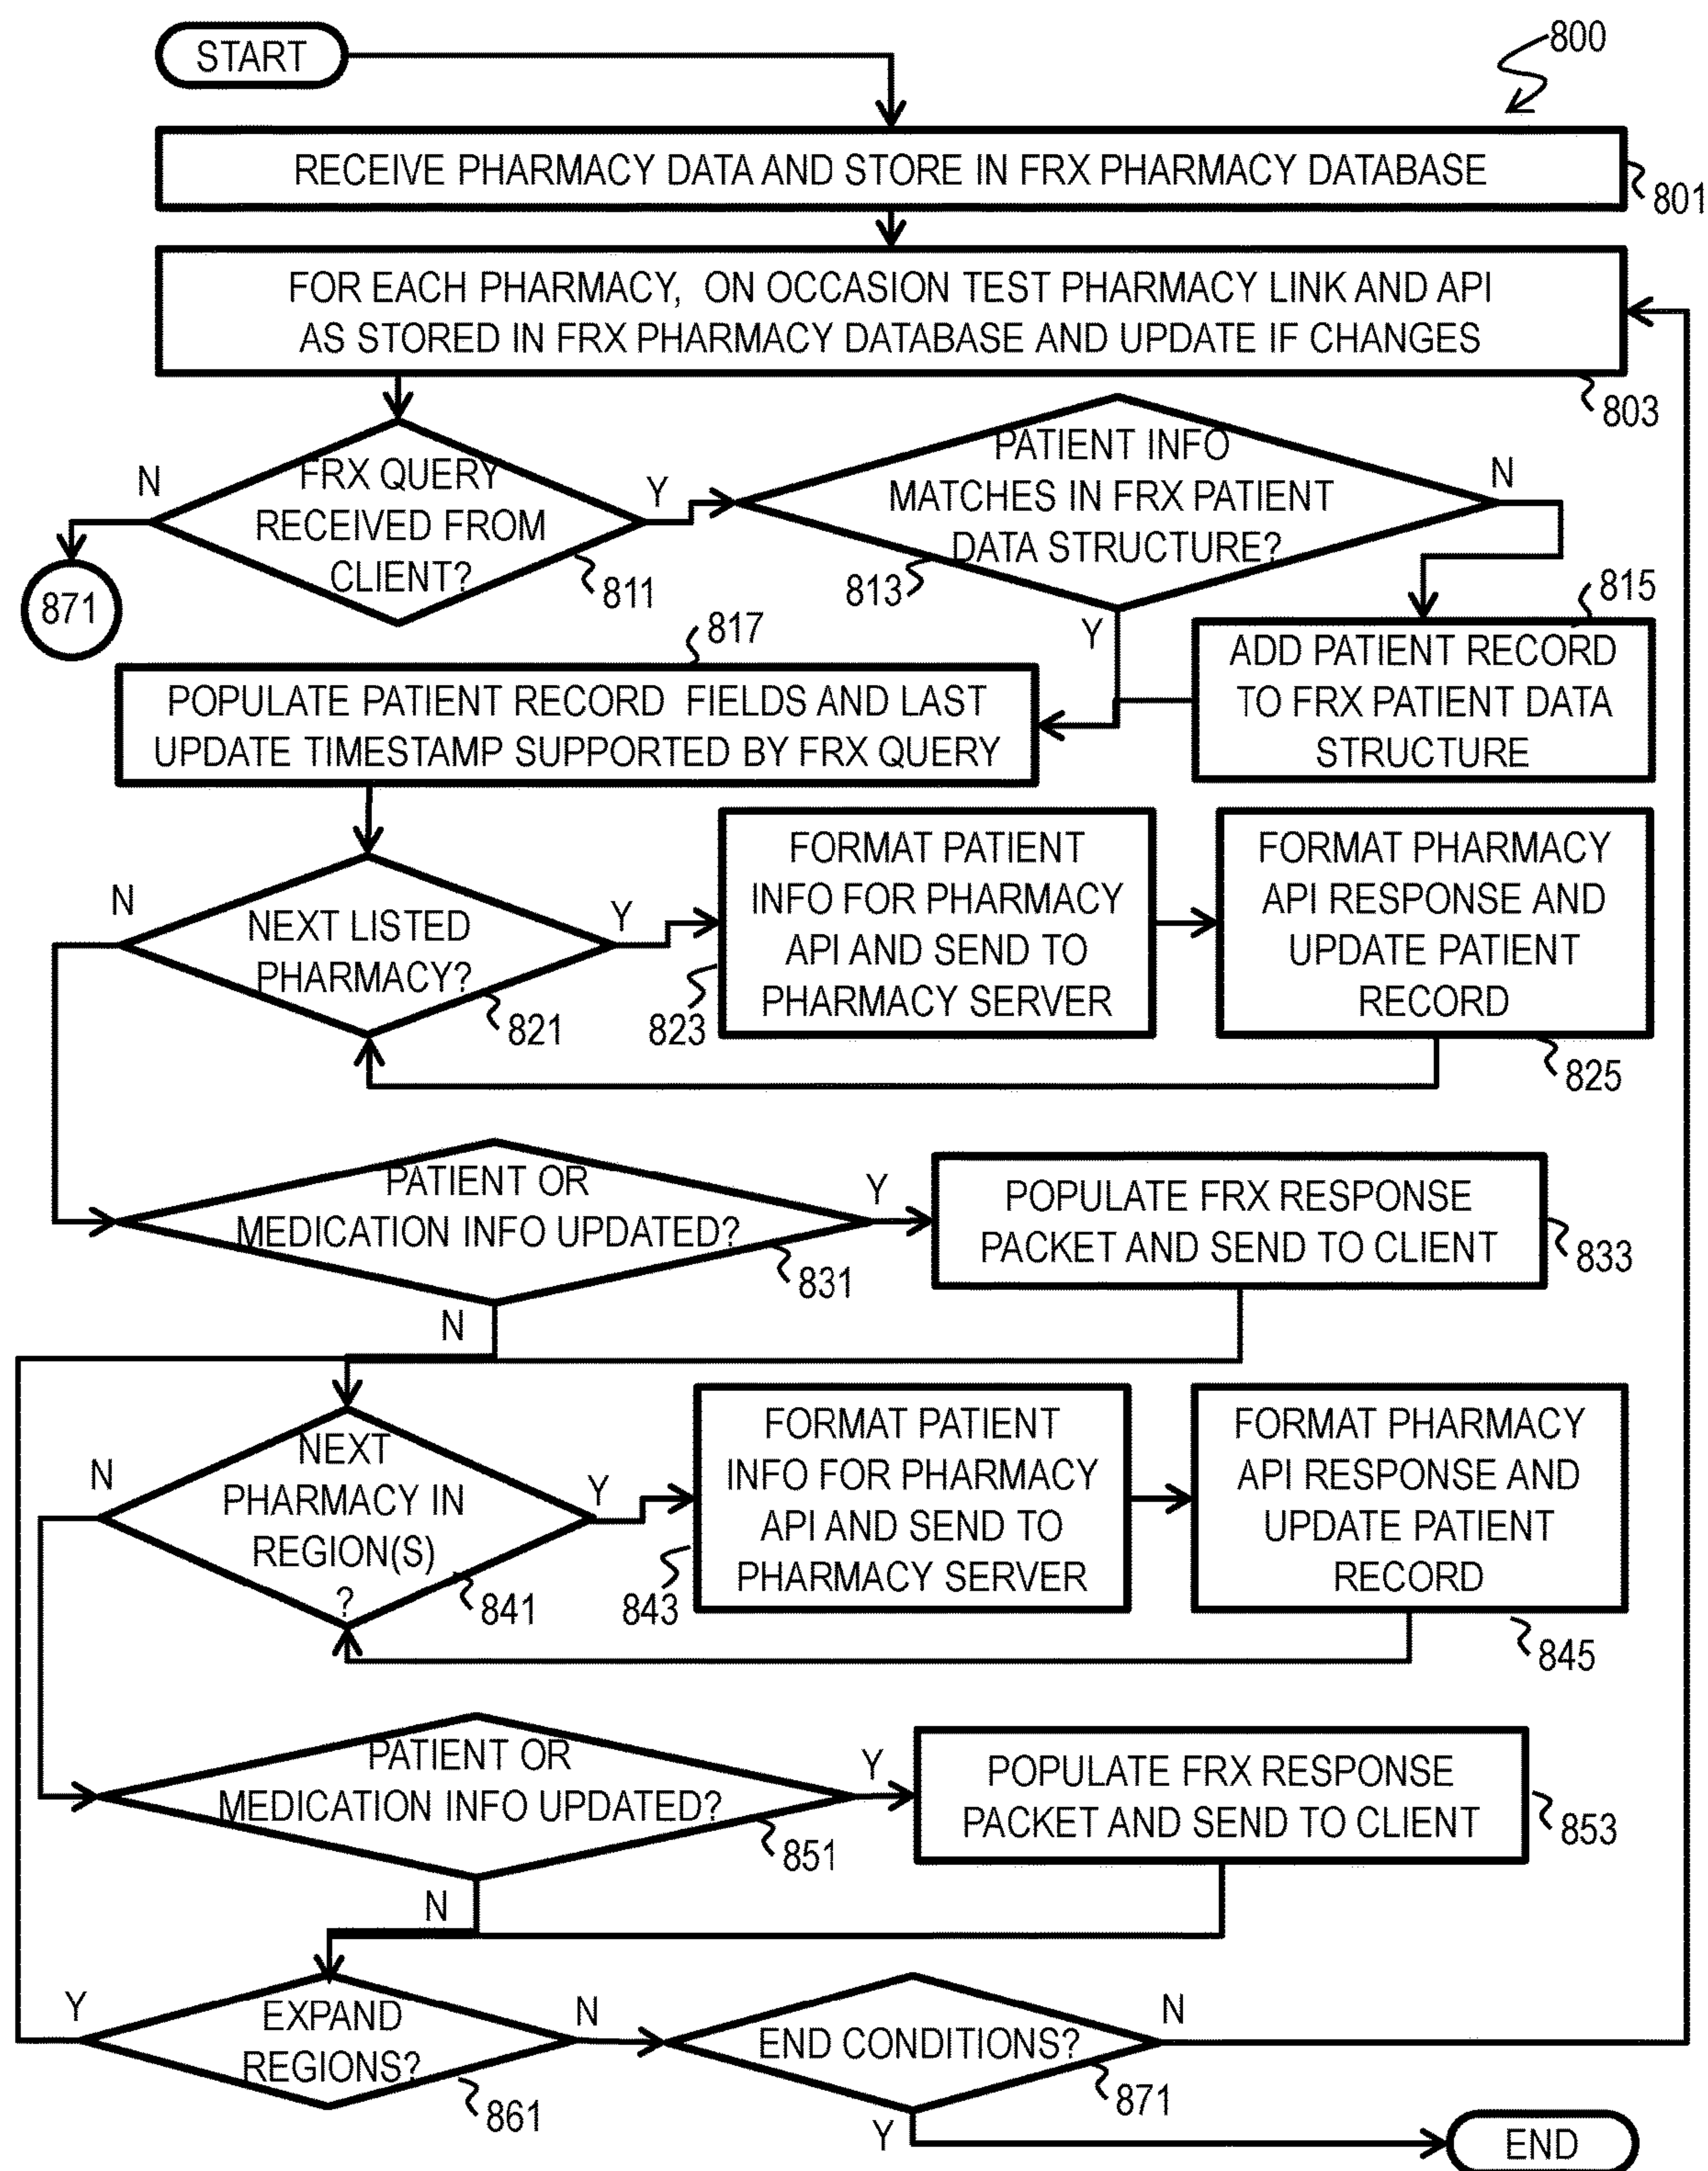 START
800
RECEIVE PHARMACY DATA AND STORE IN FRX PHARMACY DATABASE
801
FOR EACH PHARMACY, ON OCCASION TEST PHARMACY LINK AND API
AS STORED IN FRX PHARMACY DATABASE AND UPDATE IF CHANGES
803
N
FRX QUERY
RECEIVED FROM
CLIENT?
811
Y
871
PATIENT INFO
MATCHES IN FRX PATIENT
DATA STRUCTURE?
813
N
Y
815
ADD PATIENT RECORD
TO FRX PATIENT DATA
STRUCTURE
817
POPULATE PATIENT RECORD FIELDS AND LAST
UPDATE TIMESTAMP SUPPORTED BY FRX QUERY
N
NEXT LISTED
PHARMACY?
821
Y
FORMAT PATIENT
INFO FOR PHARMACY
API AND SEND TO
PHARMACY SERVER
823
FORMAT PHARMACY
API RESPONSE AND
UPDATE PATIENT
RECORD
825
PATIENT OR
MEDICATION INFO UPDATED?
831
Y
N
POPULATE FRX RESPONSE
PACKET AND SEND TO CLIENT
833
N
NEXT
PHARMACY IN
REGION(S)
?
841
Y
FORMAT PATIENT
INFO FOR PHARMACY
API AND SEND TO
PHARMACY SERVER
843
FORMAT PHARMACY
API RESPONSE AND
UPDATE PATIENT
RECORD
845
PATIENT OR
MEDICATION INFO UPDATED?
851
Y
N
POPULATE FRX RESPONSE
PACKET AND SEND TO CLIENT
853
Y
EXPAND
REGIONS?
861
N
END CONDITIONS?
871
N
Y
END